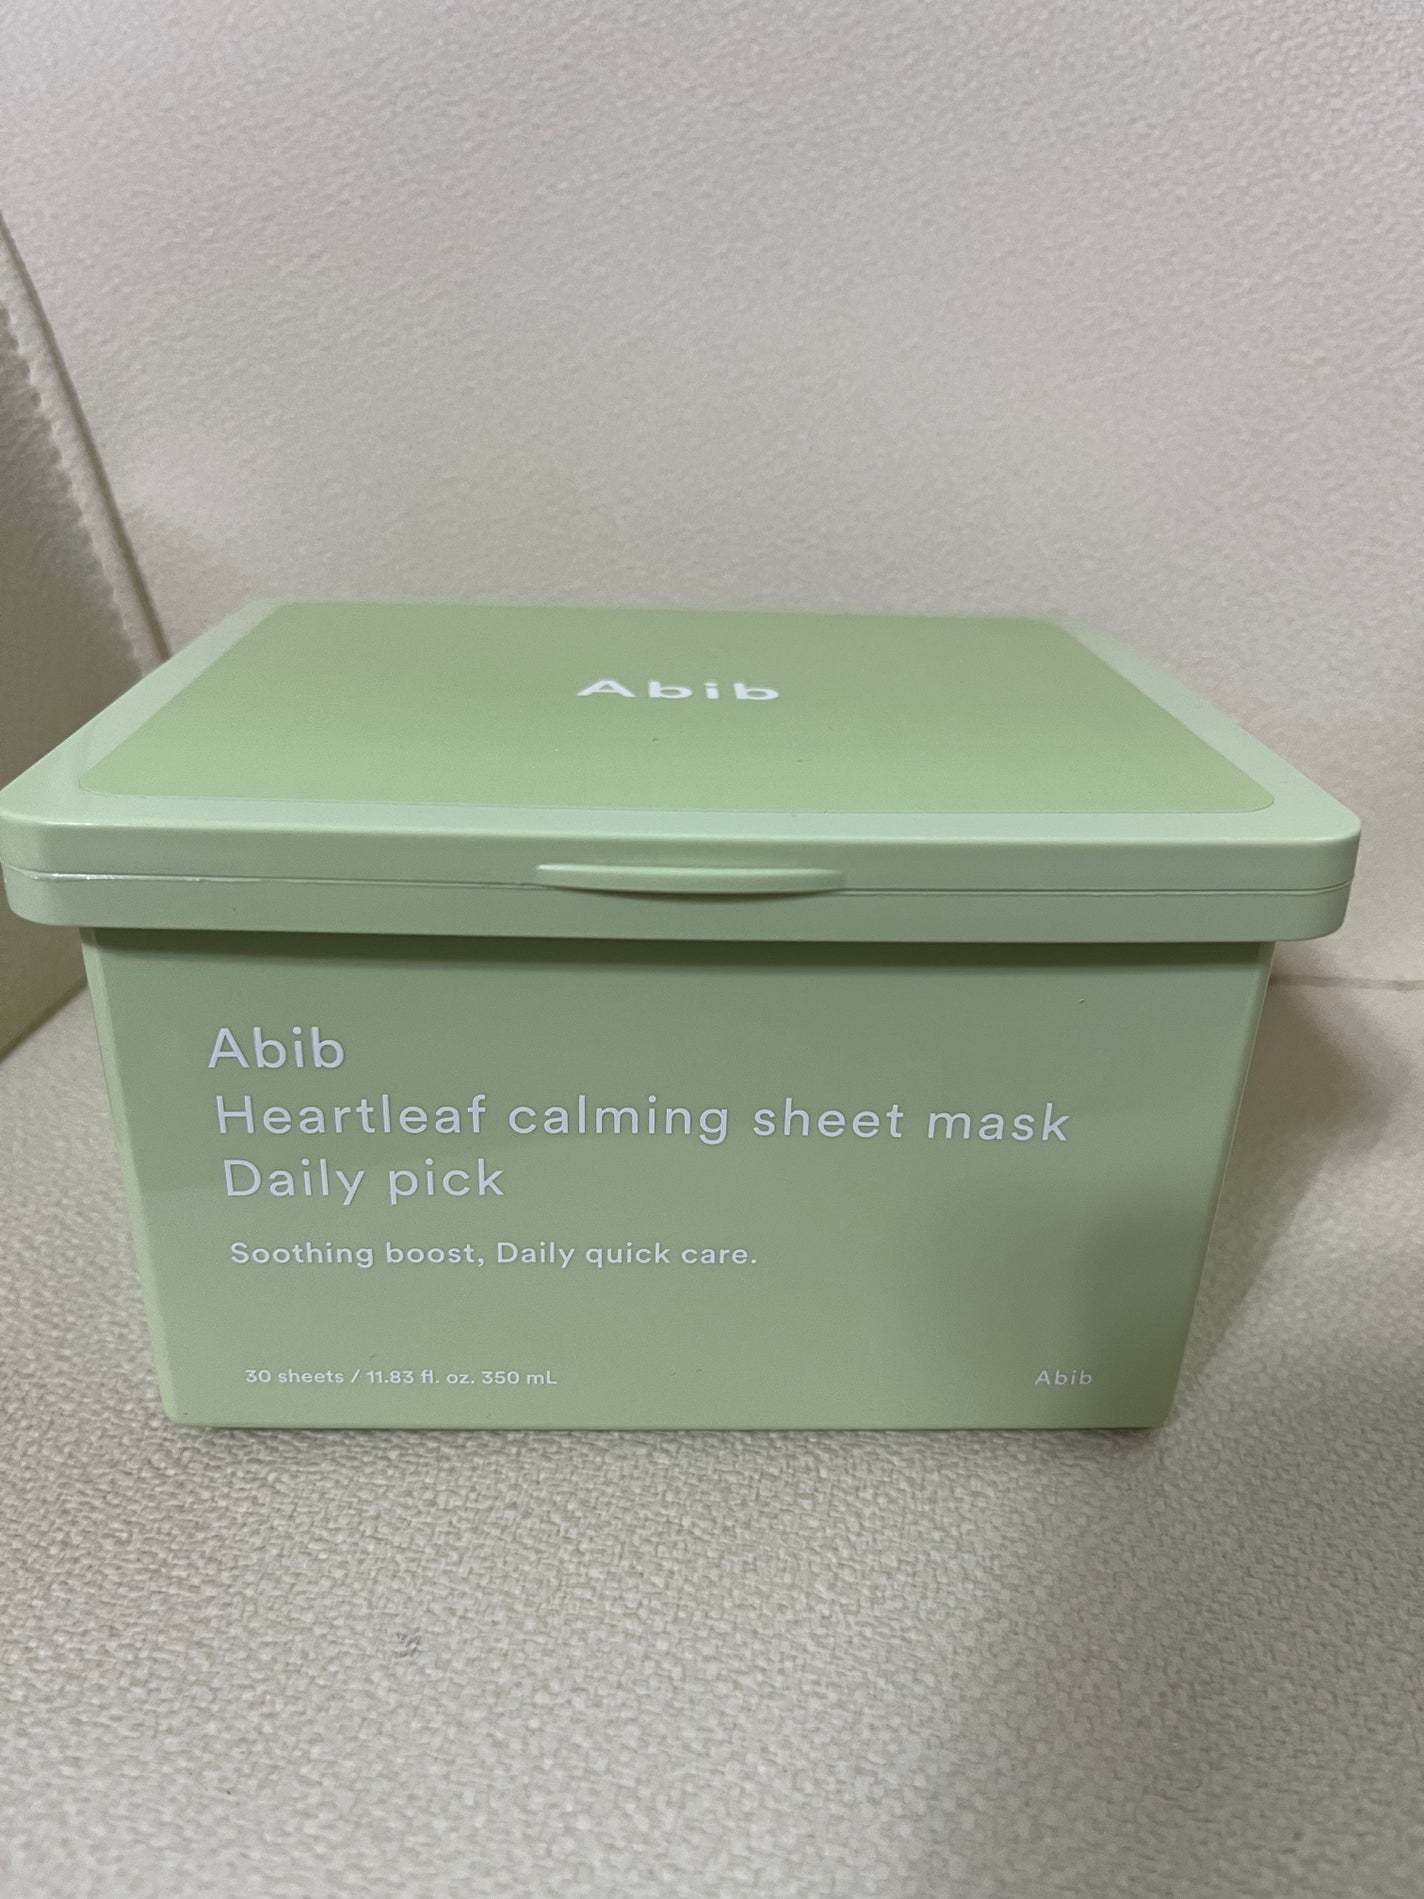 Abib
Abib
Heartleaf calming sheet mask
Daily pick
Soothing boost, Daily quick care.
30 sheets / 11.83 fl. oz. 350 mL
Abib